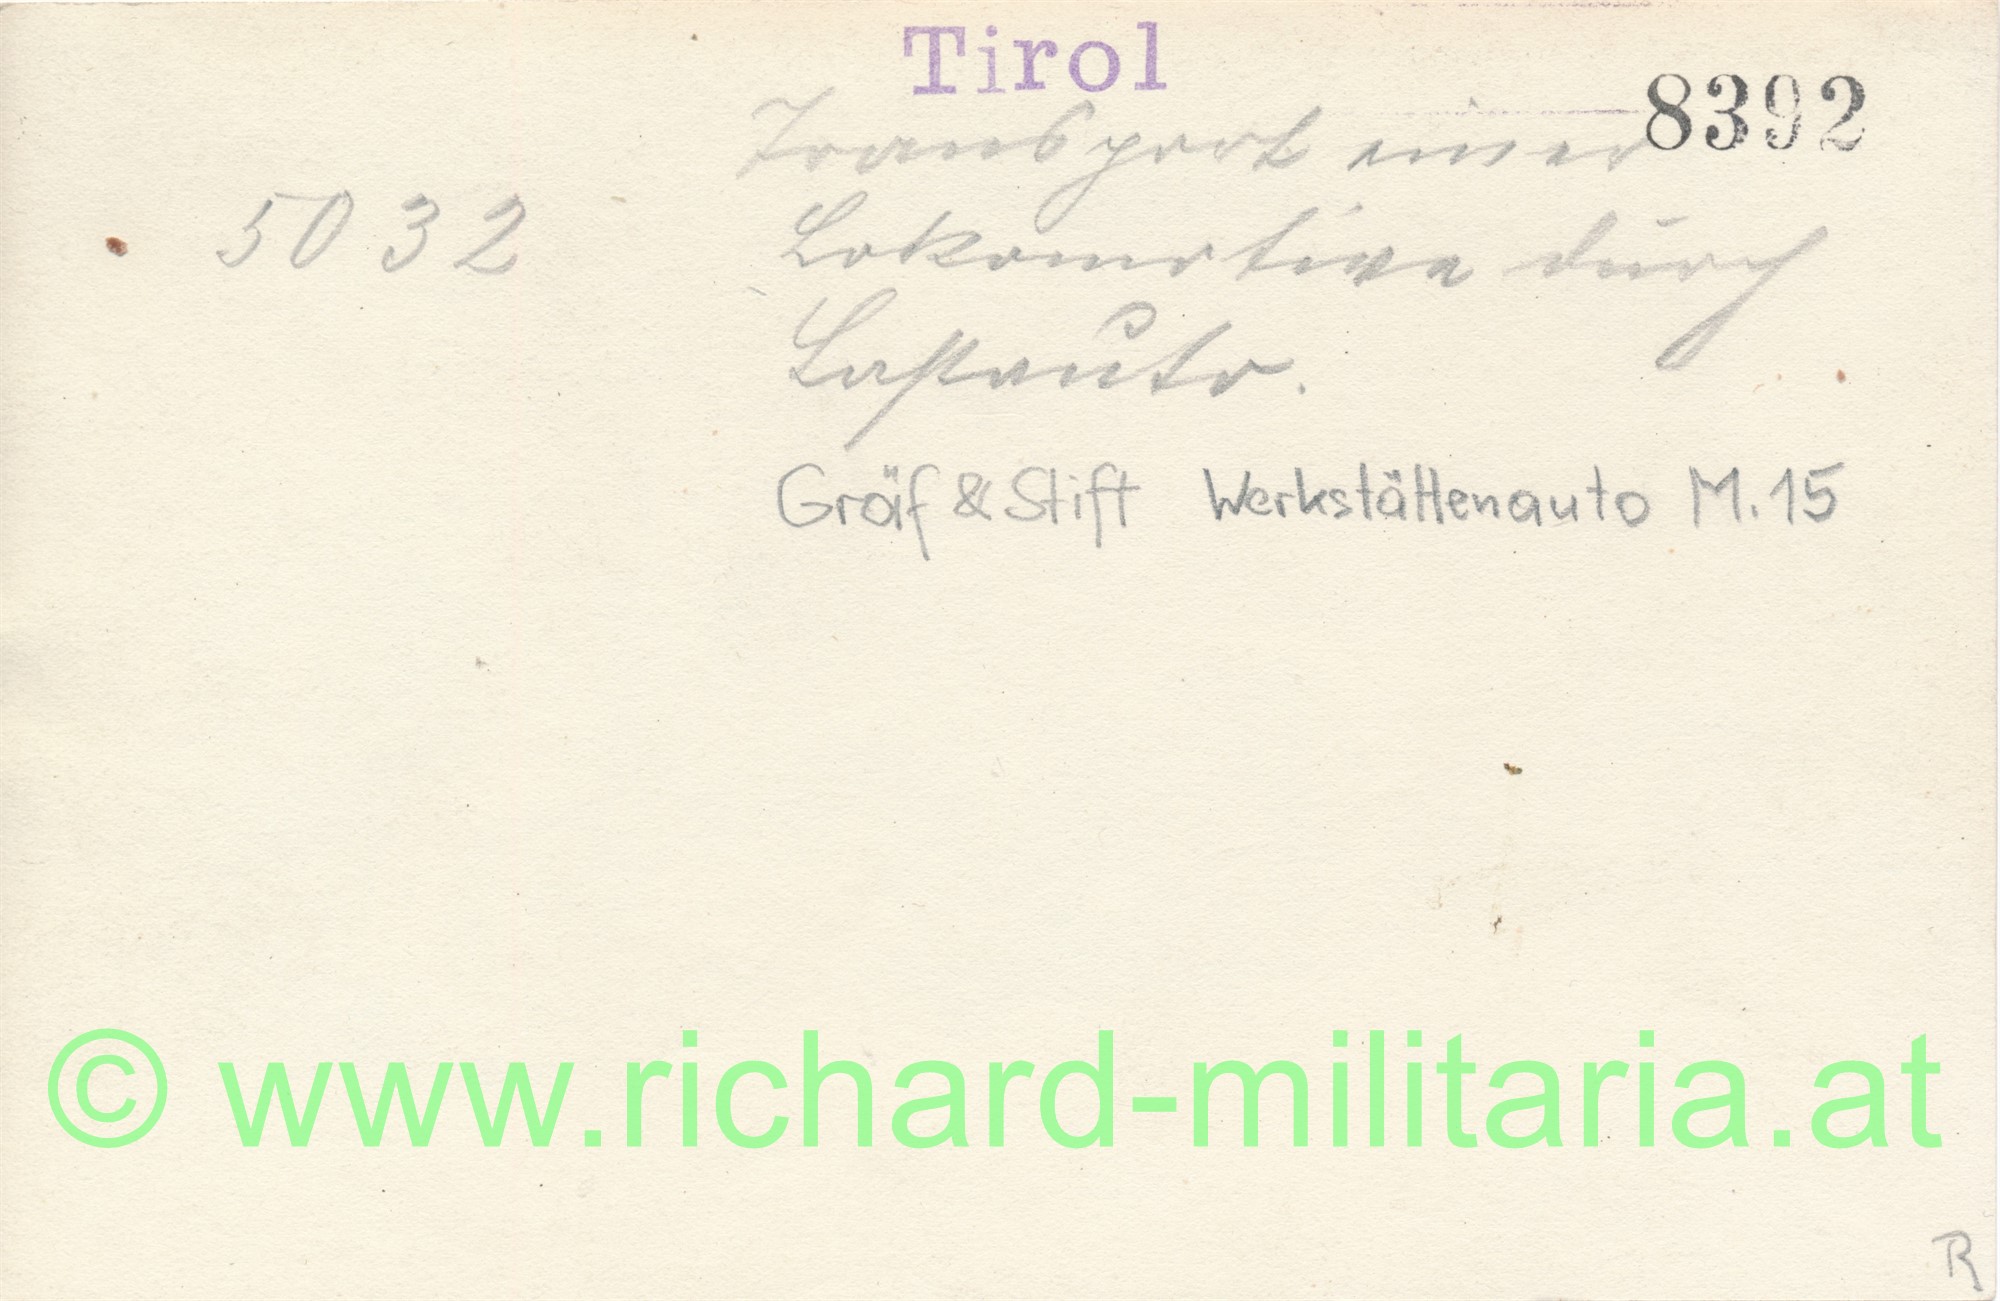 Tirol
8392
Transport einer
5032 Lokomotive durch
Lastauto.
Gräf & Stift Werkstättenauto M.15
© www.richard-militaria.at
R